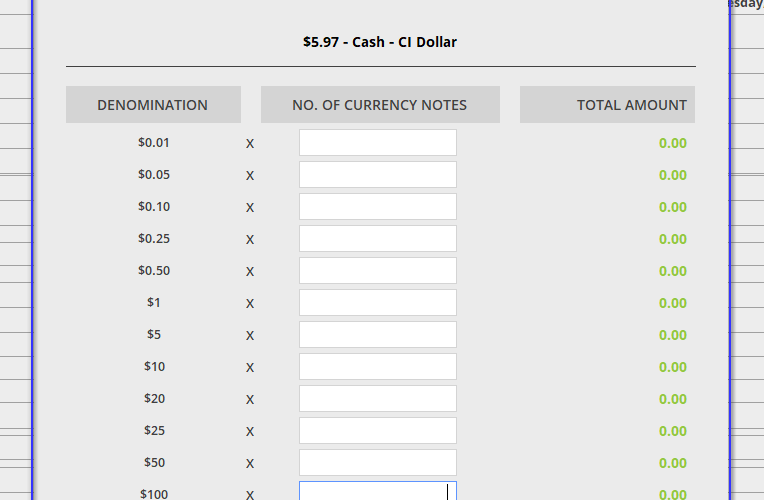 esday,
$5.97 - Cash - CI Dollar
DENOMINATION NO. OF CURRENCY NOTES TOTAL AMOUNT
$0.01 X 0.00
$0.05 X 0.00
$0.10 X 0.00
$0.25 X 0.00
$0.50 X 0.00
$1 X 0.00
$5 X 0.00
$10 X 0.00
$20 X 0.00
$25 X 0.00
$50 X 0.00
$100 X 0.00